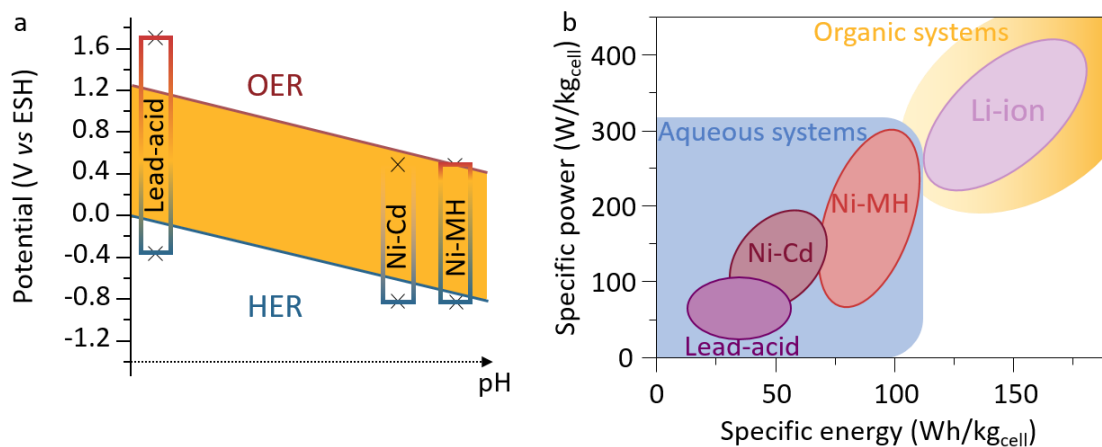 a
Potential (V vs ESH)
1.6
1.2
0.8
0.4
0.0
-0.4
-0.8
-1.2
OER
HER
Lead-acid
Ni-Cd
Ni-MH
pH
b
Specific power (W/kgcell)
400
300
200
100
0
Organic systems
Li-ion
Aqueous systems
Ni-MH
Ni-Cd
Lead-acid
0 50 100 150
Specific energy (Wh/kgcell)